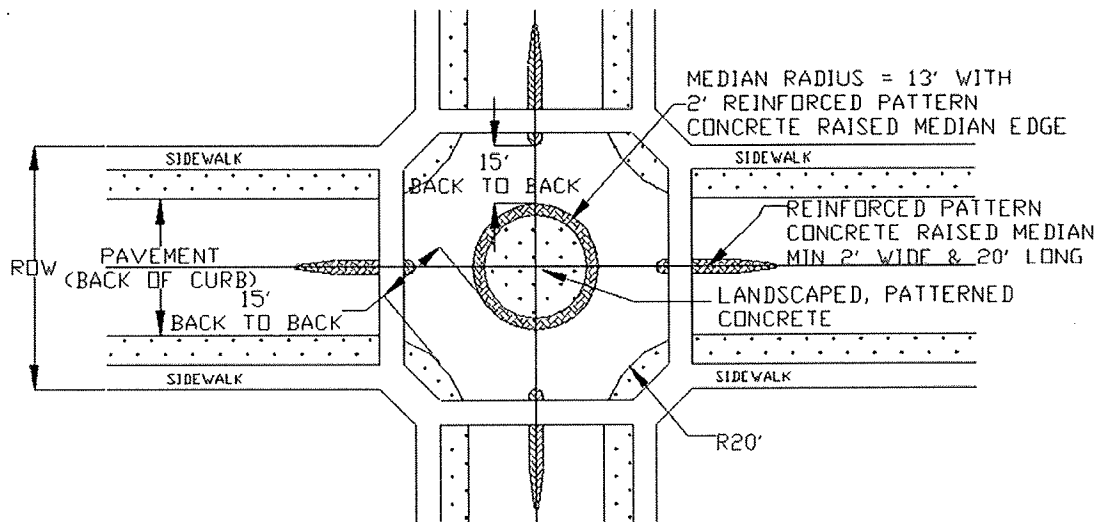 MEDIAN RADIUS = 13' WITH
2' REINFORCED PATTERN
CONCRETE RAISED MEDIAN EDGE
SIDEWALK
15'
BACK TO BACK
SIDEWALK
REINFORCED PATTERN
CONCRETE RAISED MEDIAN
MIN 2' WIDE & 20' LONG
ROW
PAVEMENT
(BACK OF CURB)
15'
BACK TO BACK
LANDSCAPED, PATTERNED
CONCRETE
SIDEWALK
SIDEWALK
R20'